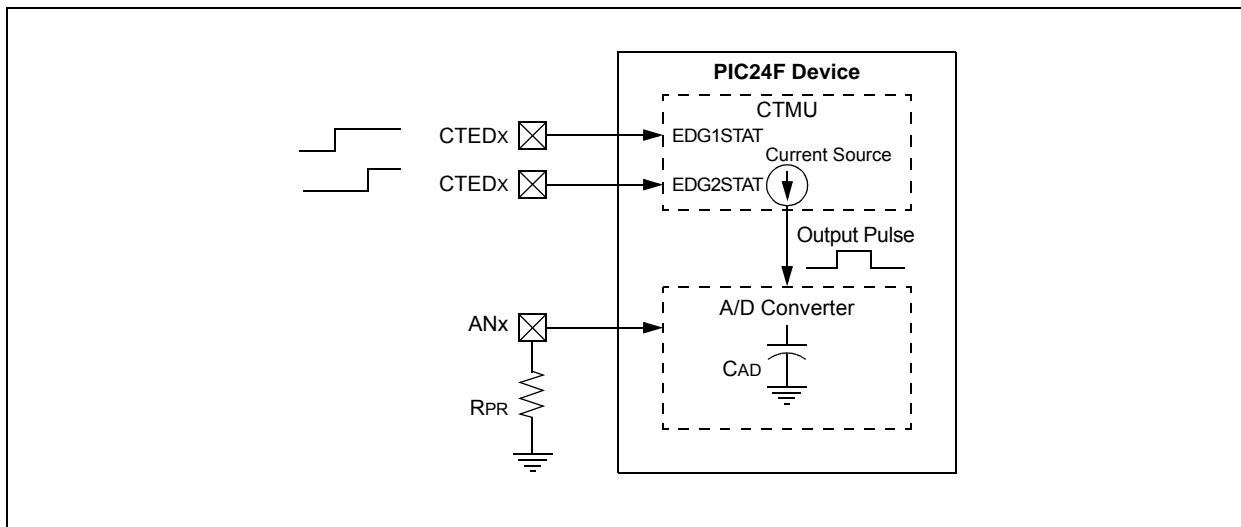 PIC24F Device
CTMU
CTEDx
EDG1STAT
Current Source
CTEDx
EDG2STAT
Output Pulse
ANx
A/D Converter
CAD
RPR